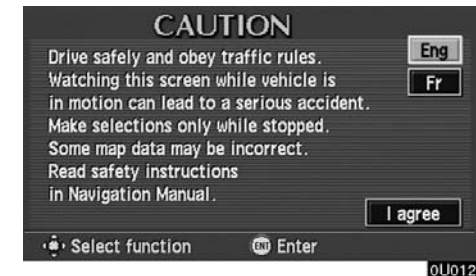 CAUTION
Drive safely and obey traffic rules.
Watching this screen while vehicle is
in motion can lead to a serious accident.
Make selections only while stopped.
Some map data may be incorrect.
Read safety instructions
in Navigation Manual.
Eng
Fr
I agree
Select function
ENT Enter
0U012